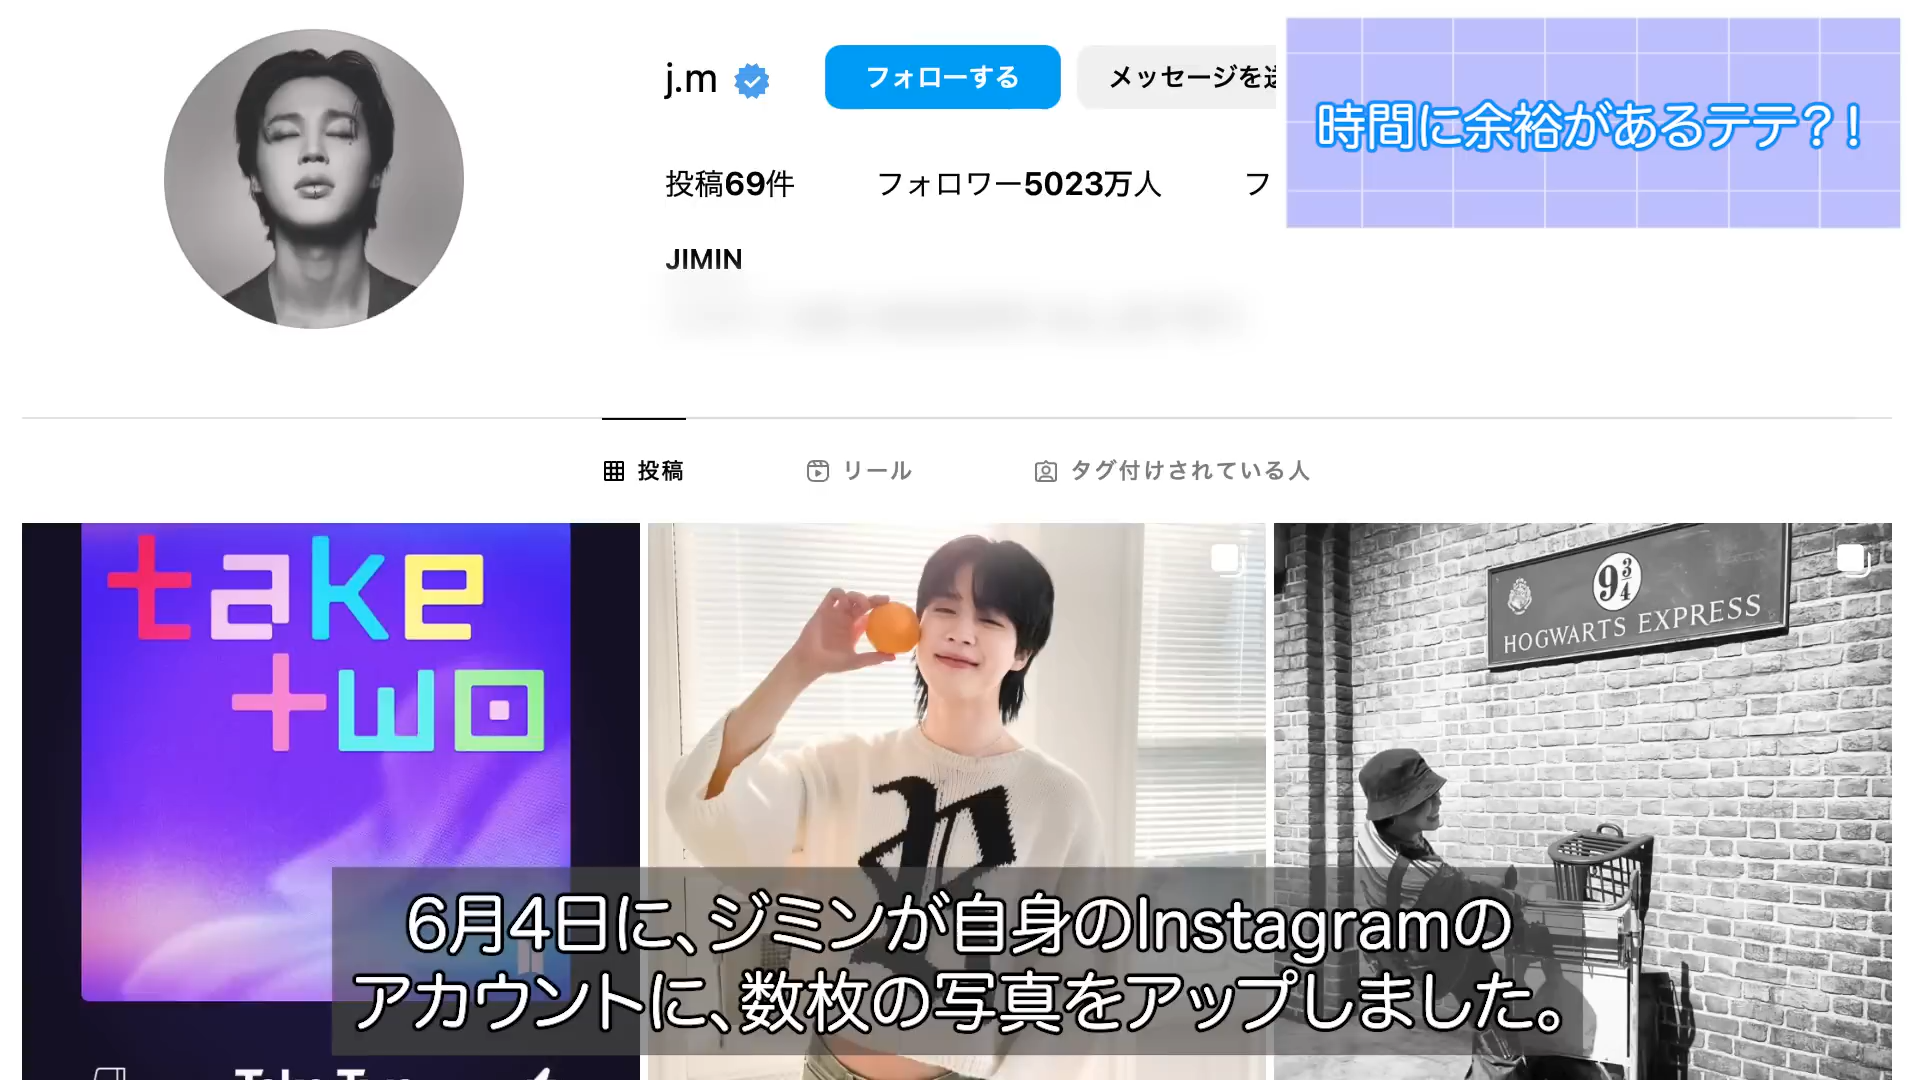 j.m
フォローする
メッセージを送
時間に余裕があるテテ?!
投稿69件
フォロワー5023万人
フ
JIMIN
投稿
リール
タグ付けされている人
take
two
9 3/4
HOGWARTS EXPRESS
6月4日に、ジミンが自身のInstagramの
アカウントに、数枚の写真をアップしました。
Take Two